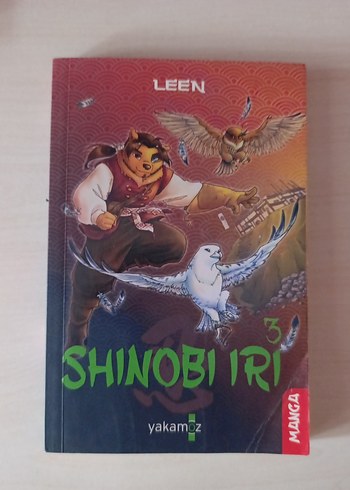 LEEN
3
SHINOBI IRI
yakamoz
MANGA